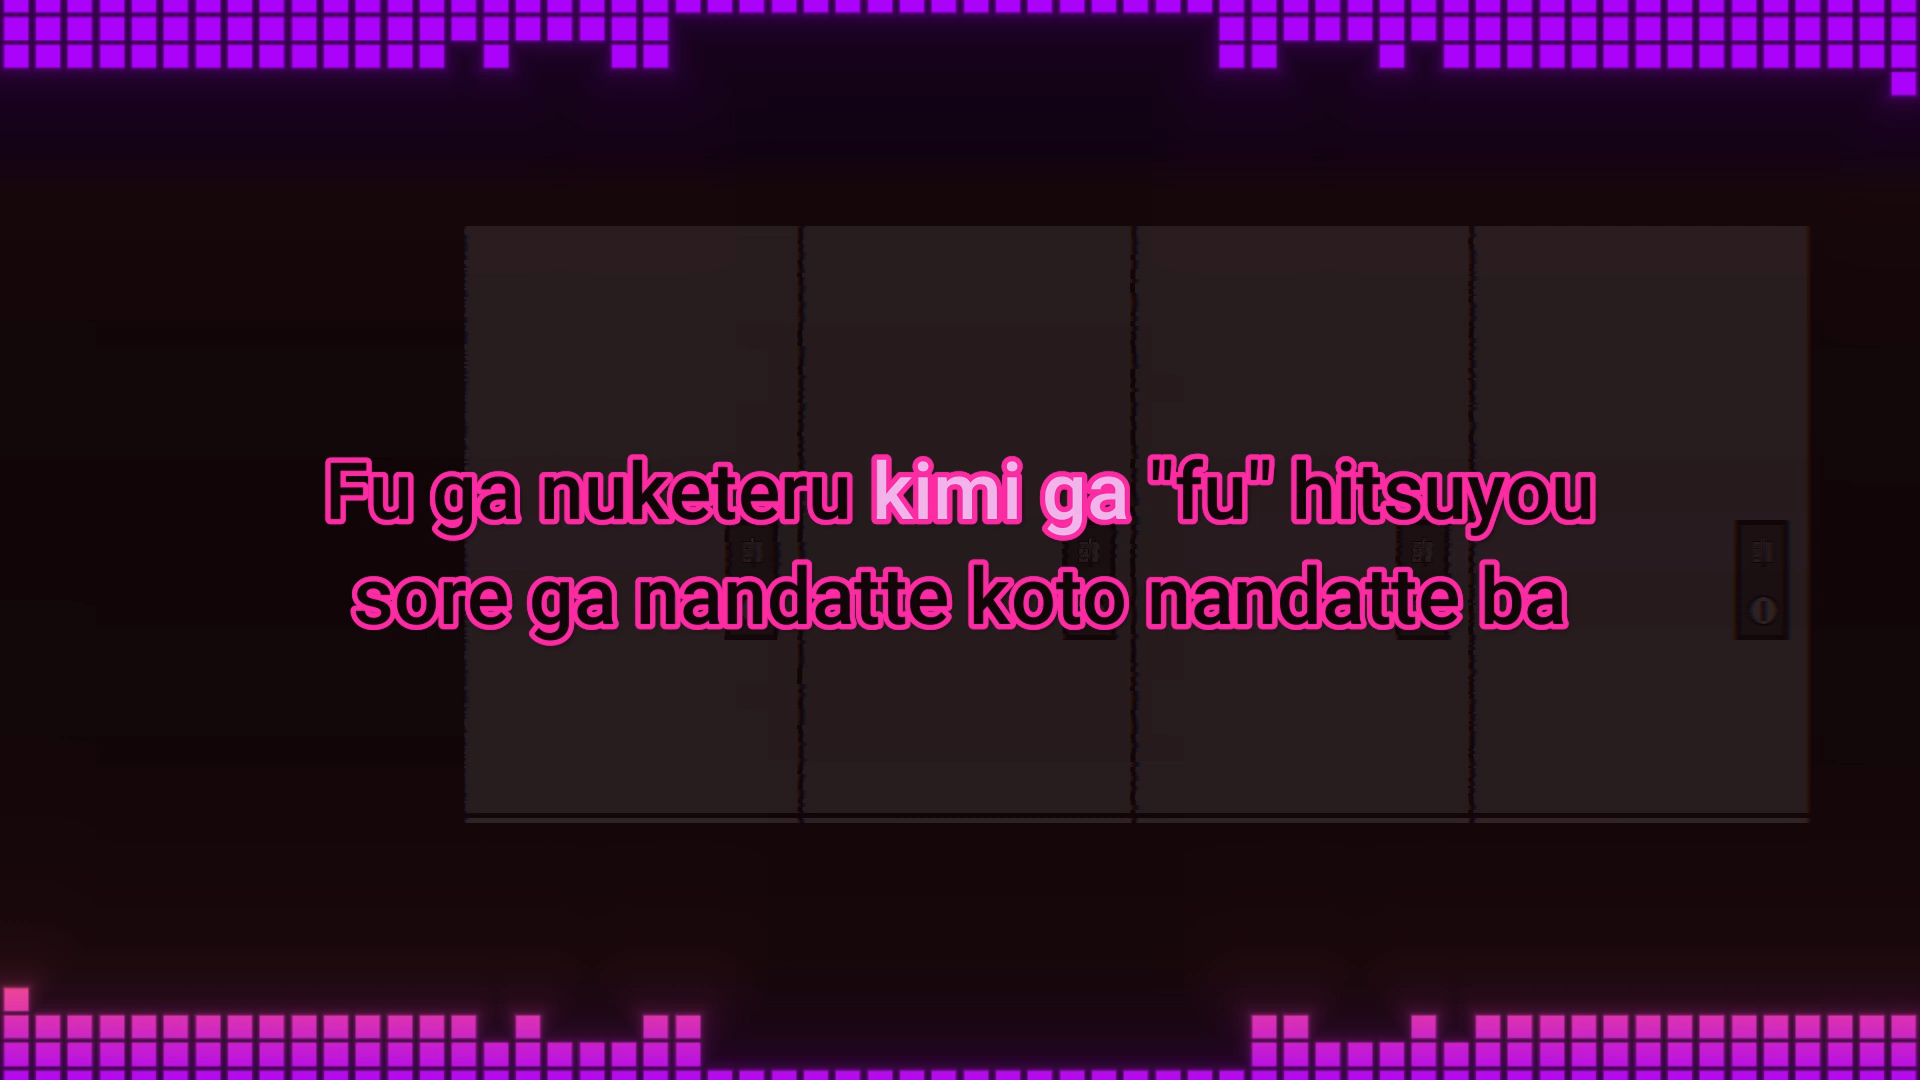 Fu ga nuketeru kimi ga "fu" hitsuyou
sore ga nandatte koto nandatte ba